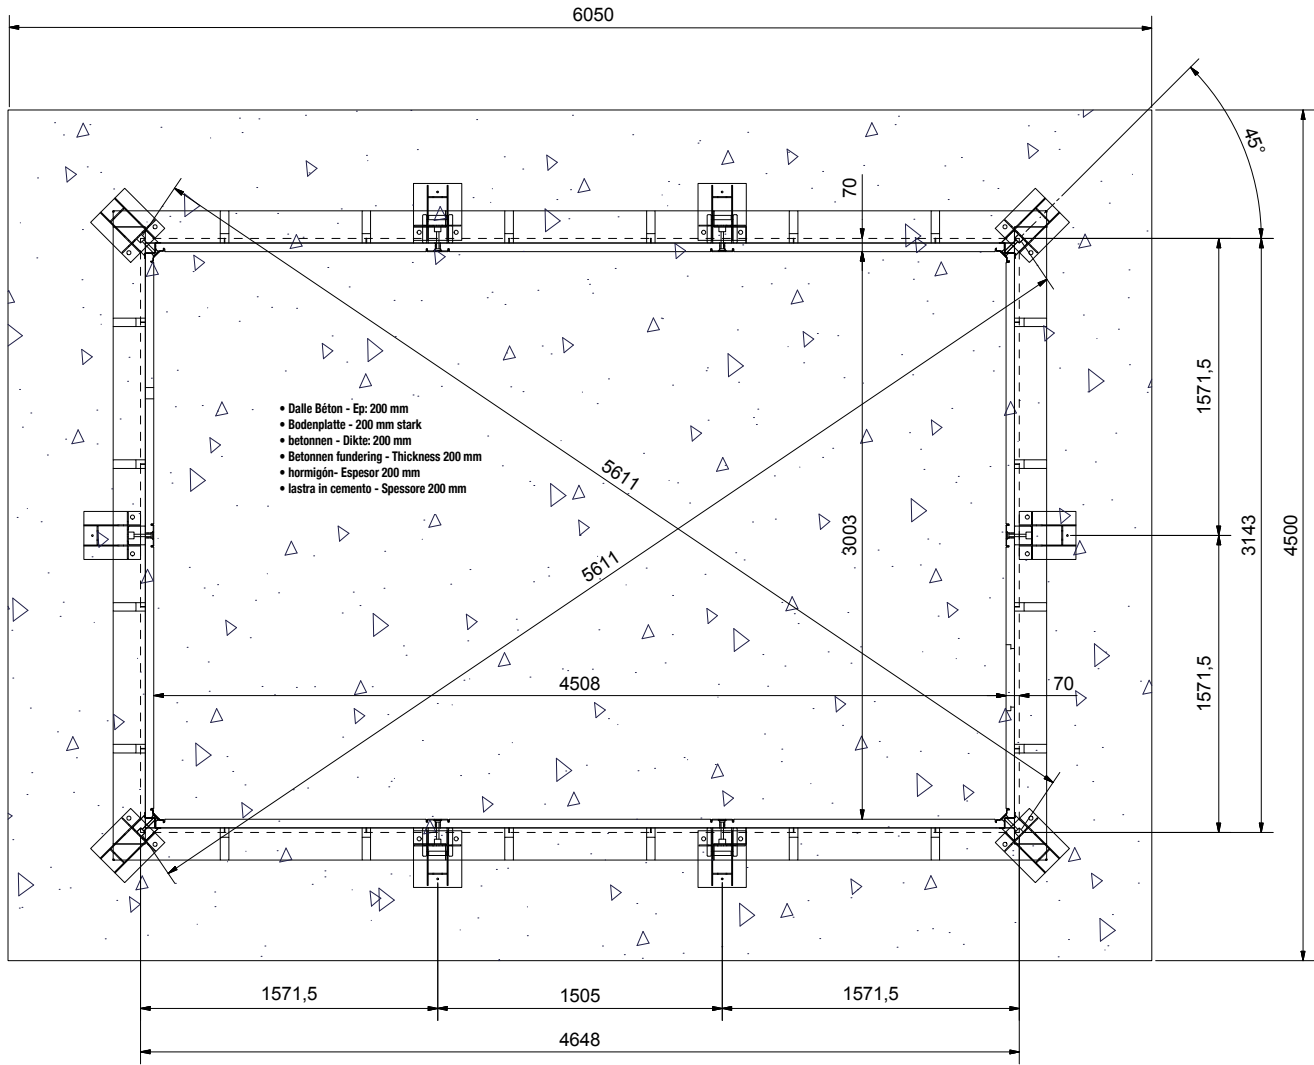 6050
45°
70
1571,5
• Dalle Béton - Ep: 200 mm
• Bodenplatte - 200 mm stark
• betonnen - Dikte: 200 mm
• Betonnen fundering - Thickness 200 mm
• hormigón- Espesor 200 mm
• lastra in cemento - Spessore 200 mm
5611
5611
3003
3143
4500
4508
70
1571,5
1571,5
1505
1571,5
4648